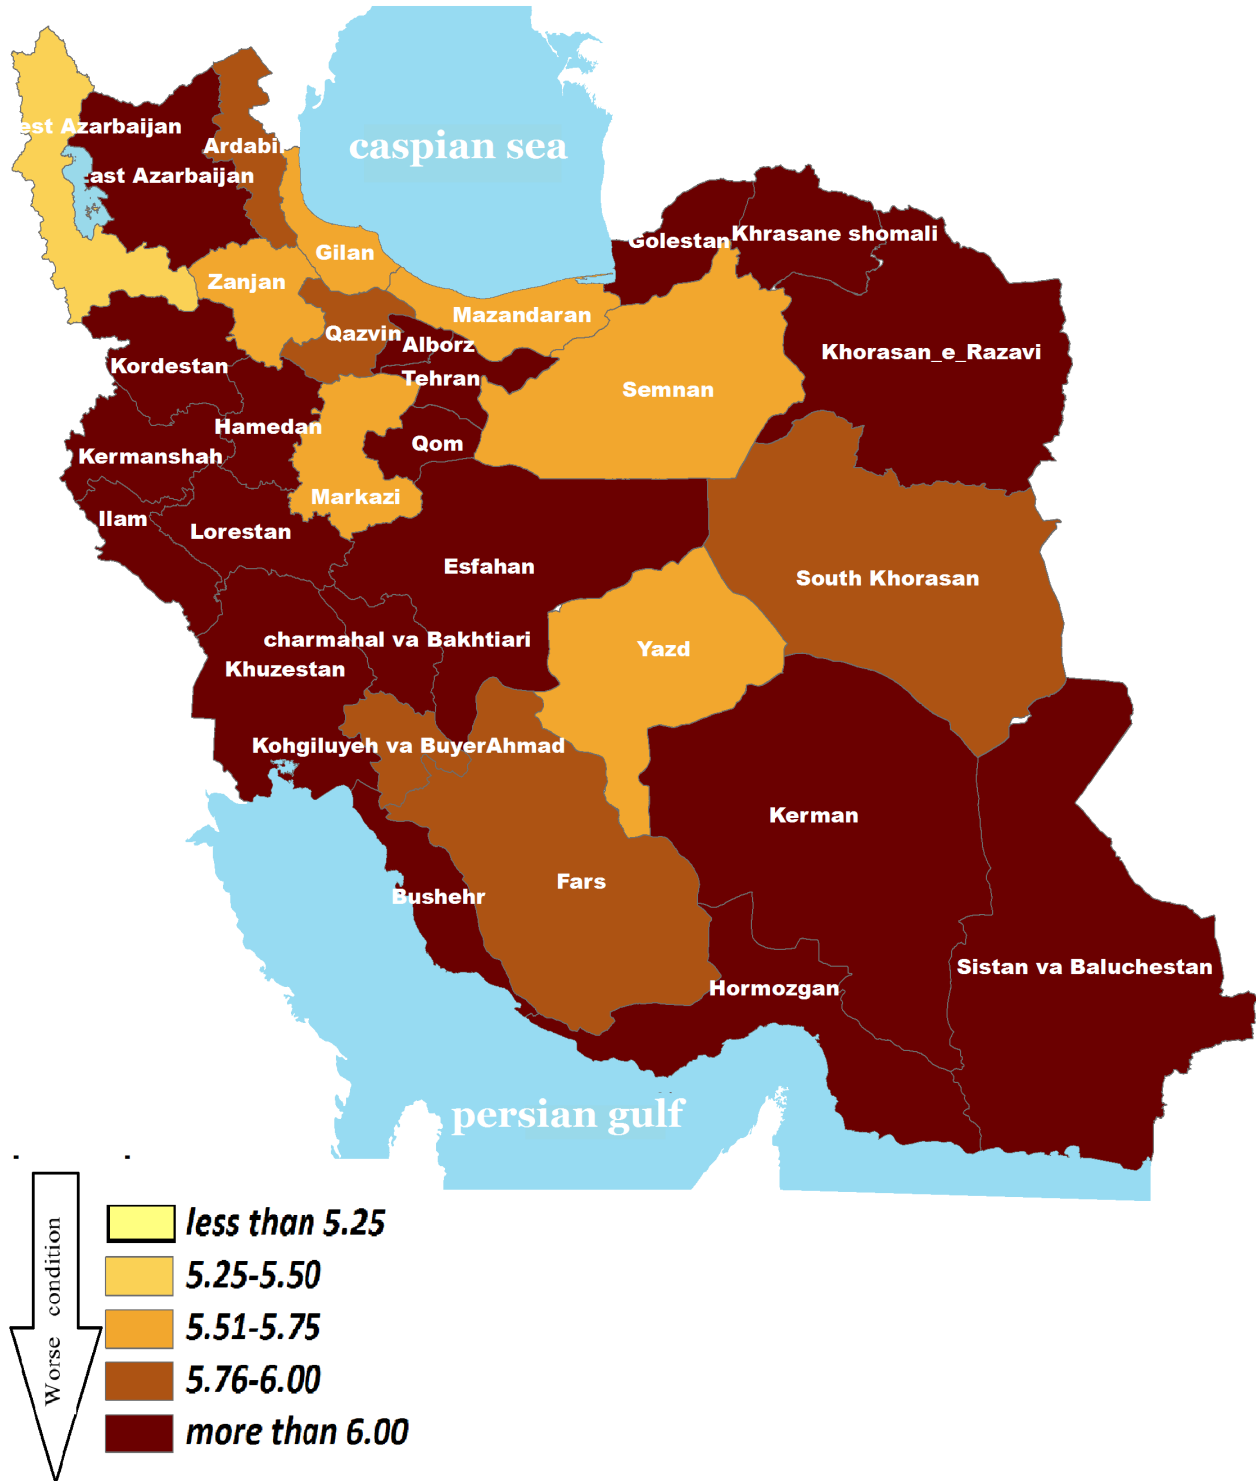 caspian sea
est Azarbaijan
Ardabil
ast Azarbaijan
Golestan
Khrasane shomali
Gilan
Zanjan
Mazandaran
Qazvin
Alborz
Khorasan_e_Razavi
Kordestan
Tehran
Semnan
Hamedan
Qom
Kermanshah
Markazi
Ilam
Lorestan
Esfahan
South Khorasan
charmahal va Bakhtiari
Yazd
Khuzestan
Kohgiluyeh va BuyerAhmad
Kerman
Fars
Bushehr
Sistan va Baluchestan
Hormozgan
persian gulf
Worse condition
less than 5.25
5.25-5.50
5.51-5.75
5.76-6.00
more than 6.00